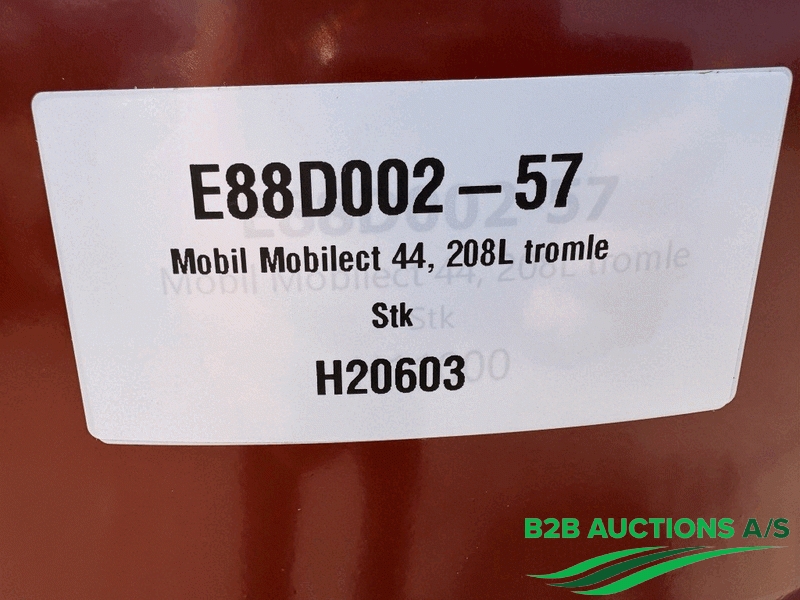 E88D002-57
Mobil Mobilect 44, 208L tromle
Stk
H20603
B2B AUCTIONS A/S